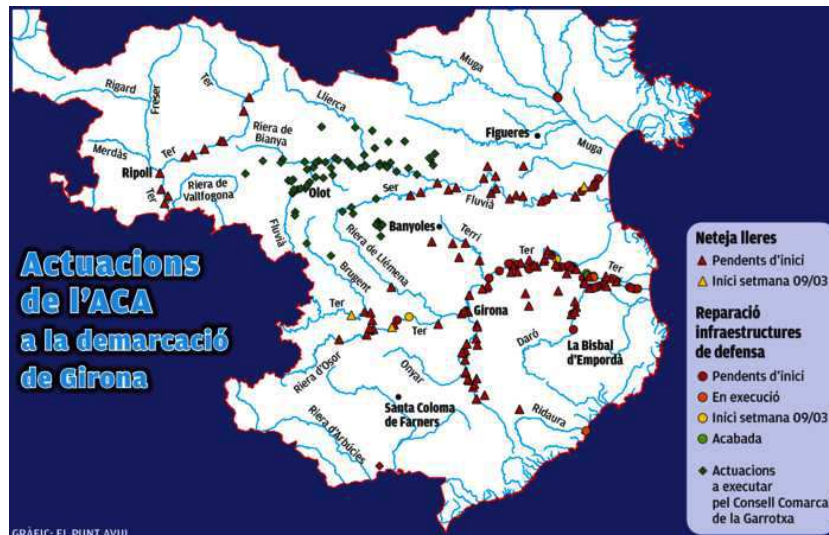 Actuacions
de l'ACA
a la demarcació
de Girona
Muga
Ter
Rigard
Freser
Llierca
Riera de
Bianya
Figueres
Muga
Merdàs
Ter
Ripoll
Ter
Riera de
Vallfogona
Olot
Ser
Fluvià
Banyoles
Terri
Ter
Ter
Fluvià
Riera de Llémena
Brugent
Ter
Girona
Ter
Daró
La Bisbal
d'Empordà
Riera d'Osor
Onyar
Santa Coloma
de Farners
Ridaura
Riera d'Arbúcies
Neteja lleres
Pendents d'inici
Inici setmana 09/03
Reparació
infraestructures
de defensa
Pendents d'inici
En execució
Inici setmana 09/03
Acabada
Actuacions
a executar
pel Consell Comarca
de la Garrotxa
GRÀFIC: EL PUNT AVUI